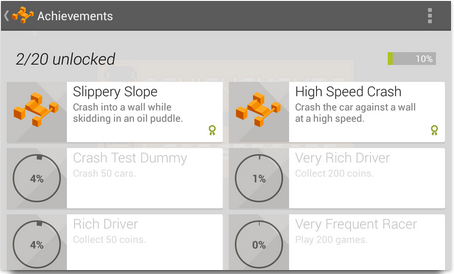 Achievements
2/20 unlocked
10%
Slippery Slope
Crash into a wall while
skidding in an oil puddle.
High Speed Crash
Crash the car against a wall
at a high speed.
4%
Crash Test Dummy
Crash 50 cars.
1%
Very Rich Driver
Collect 200 coins.
4%
Rich Driver
Collect 50 coins.
0%
Very Frequent Racer
Play 200 games.